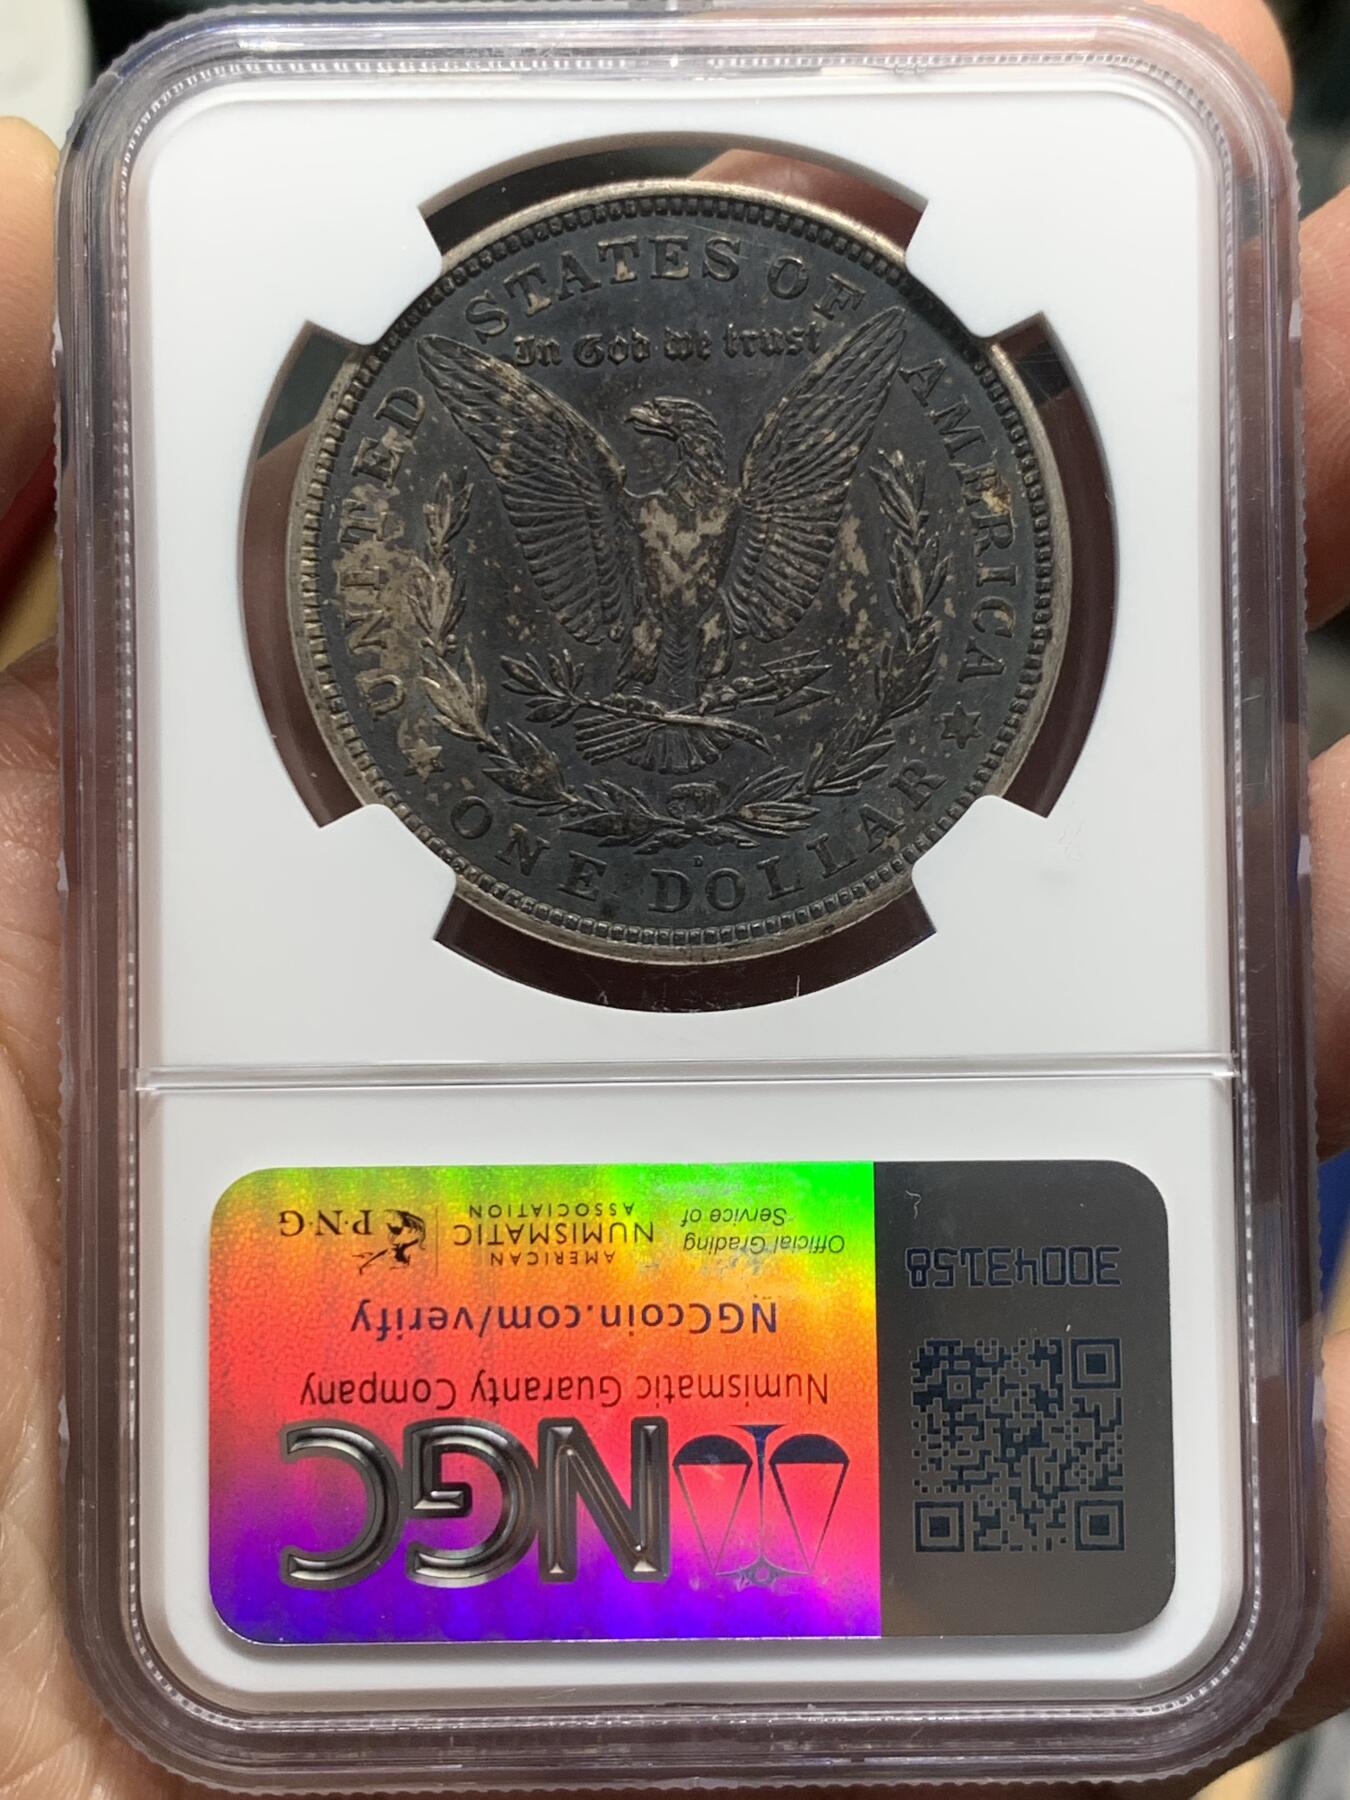 UNITED STATES OF AMERICA
In God we trust
D
ONE DOLLAR
NGC
Numismatic Guaranty Company
NGCcoin.com/verify
Official Grading
Service of
AMERICAN
NUMISMATIC
ASSOCIATION
P·N·G
30043158